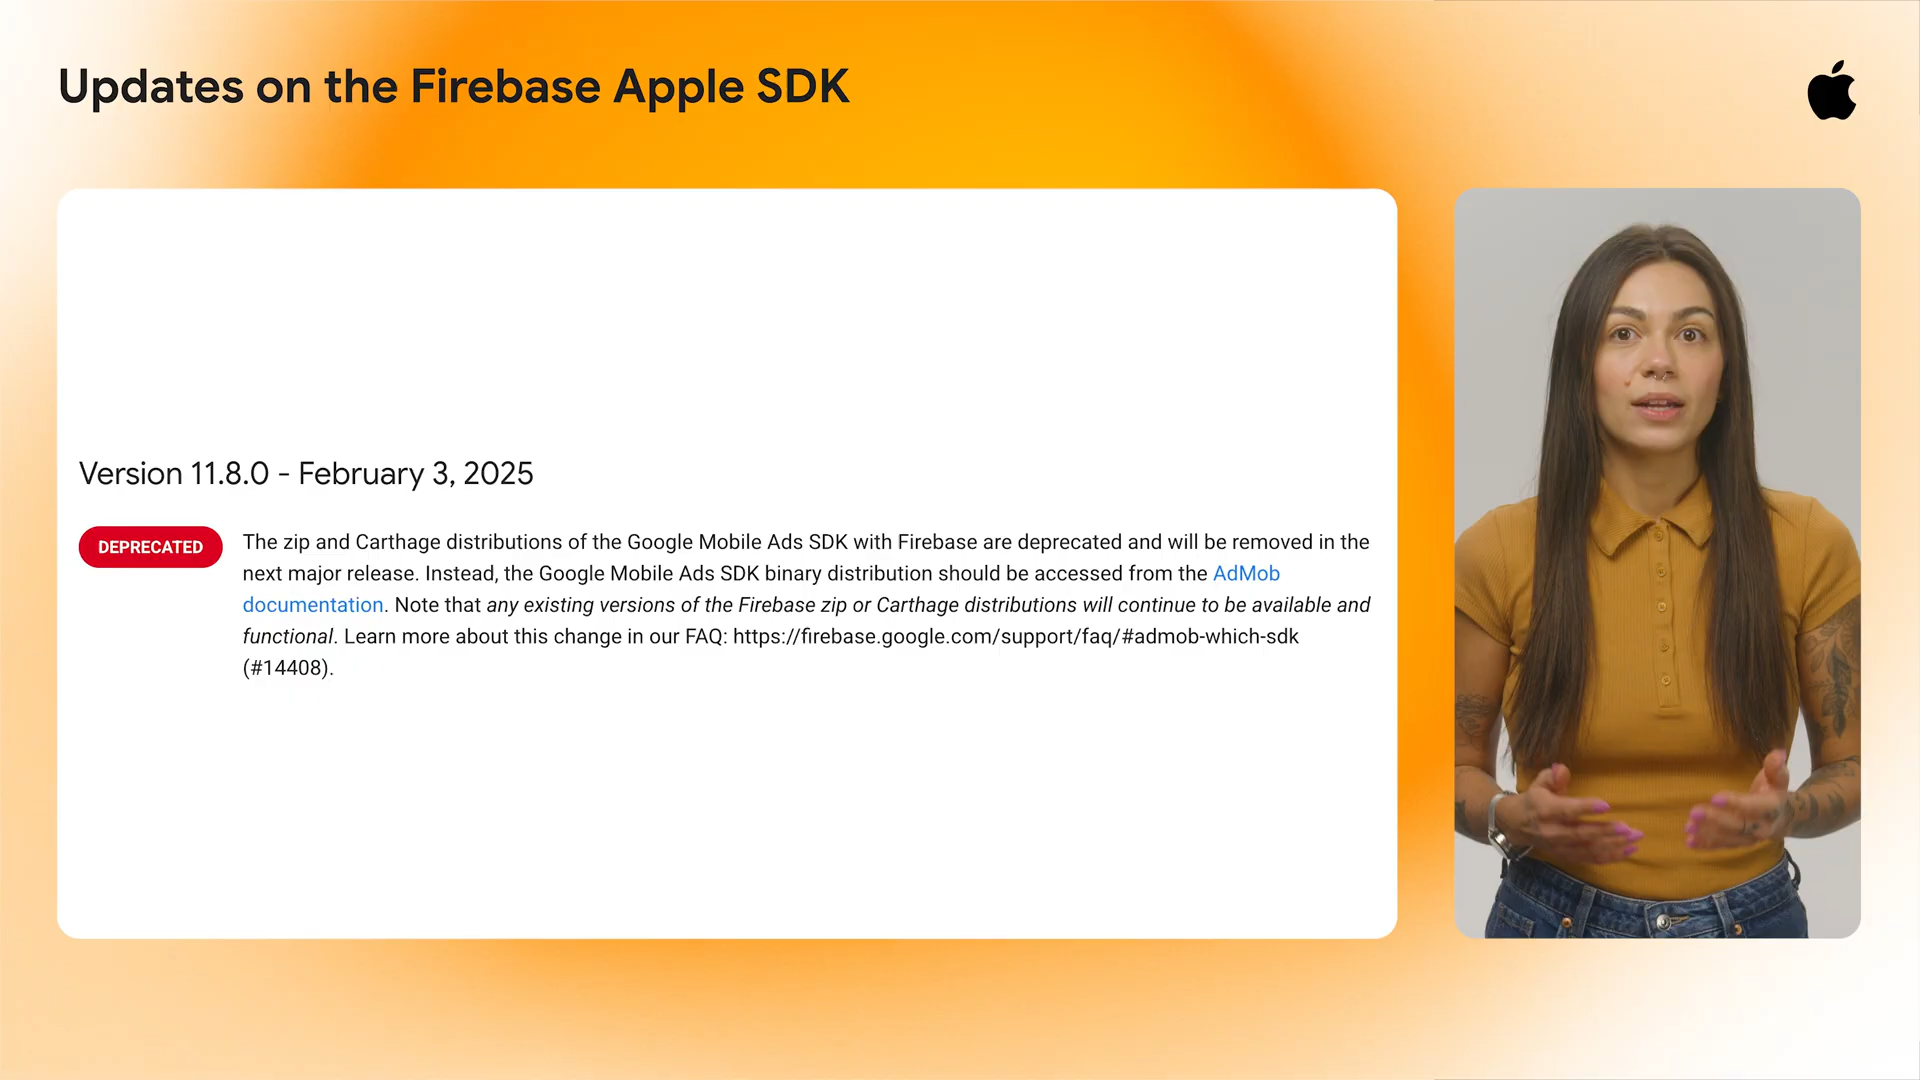 Updates on the Firebase Apple SDK
Version 11.8.0 - February 3, 2025
DEPRECATED
The zip and Carthage distributions of the Google Mobile Ads SDK with Firebase are deprecated and will be removed in the
next major release. Instead, the Google Mobile Ads SDK binary distribution should be accessed from the AdMob
documentation. Note that any existing versions of the Firebase zip or Carthage distributions will continue to be available and
functional. Learn more about this change in our FAQ: https://firebase.google.com/support/faq/#admob-which-sdk
(#14408).